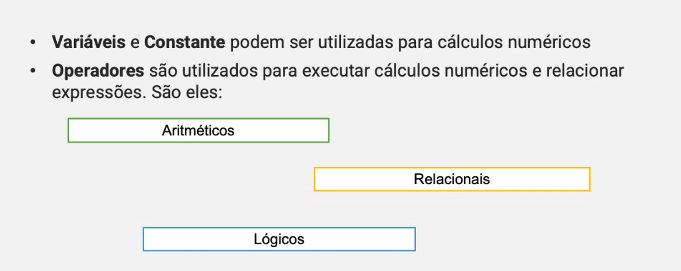 • Variáveis e Constante podem ser utilizadas para cálculos numéricos
• Operadores são utilizados para executar cálculos numéricos e relacionar
expressões. São eles:
Aritméticos
Relacionais
Lógicos